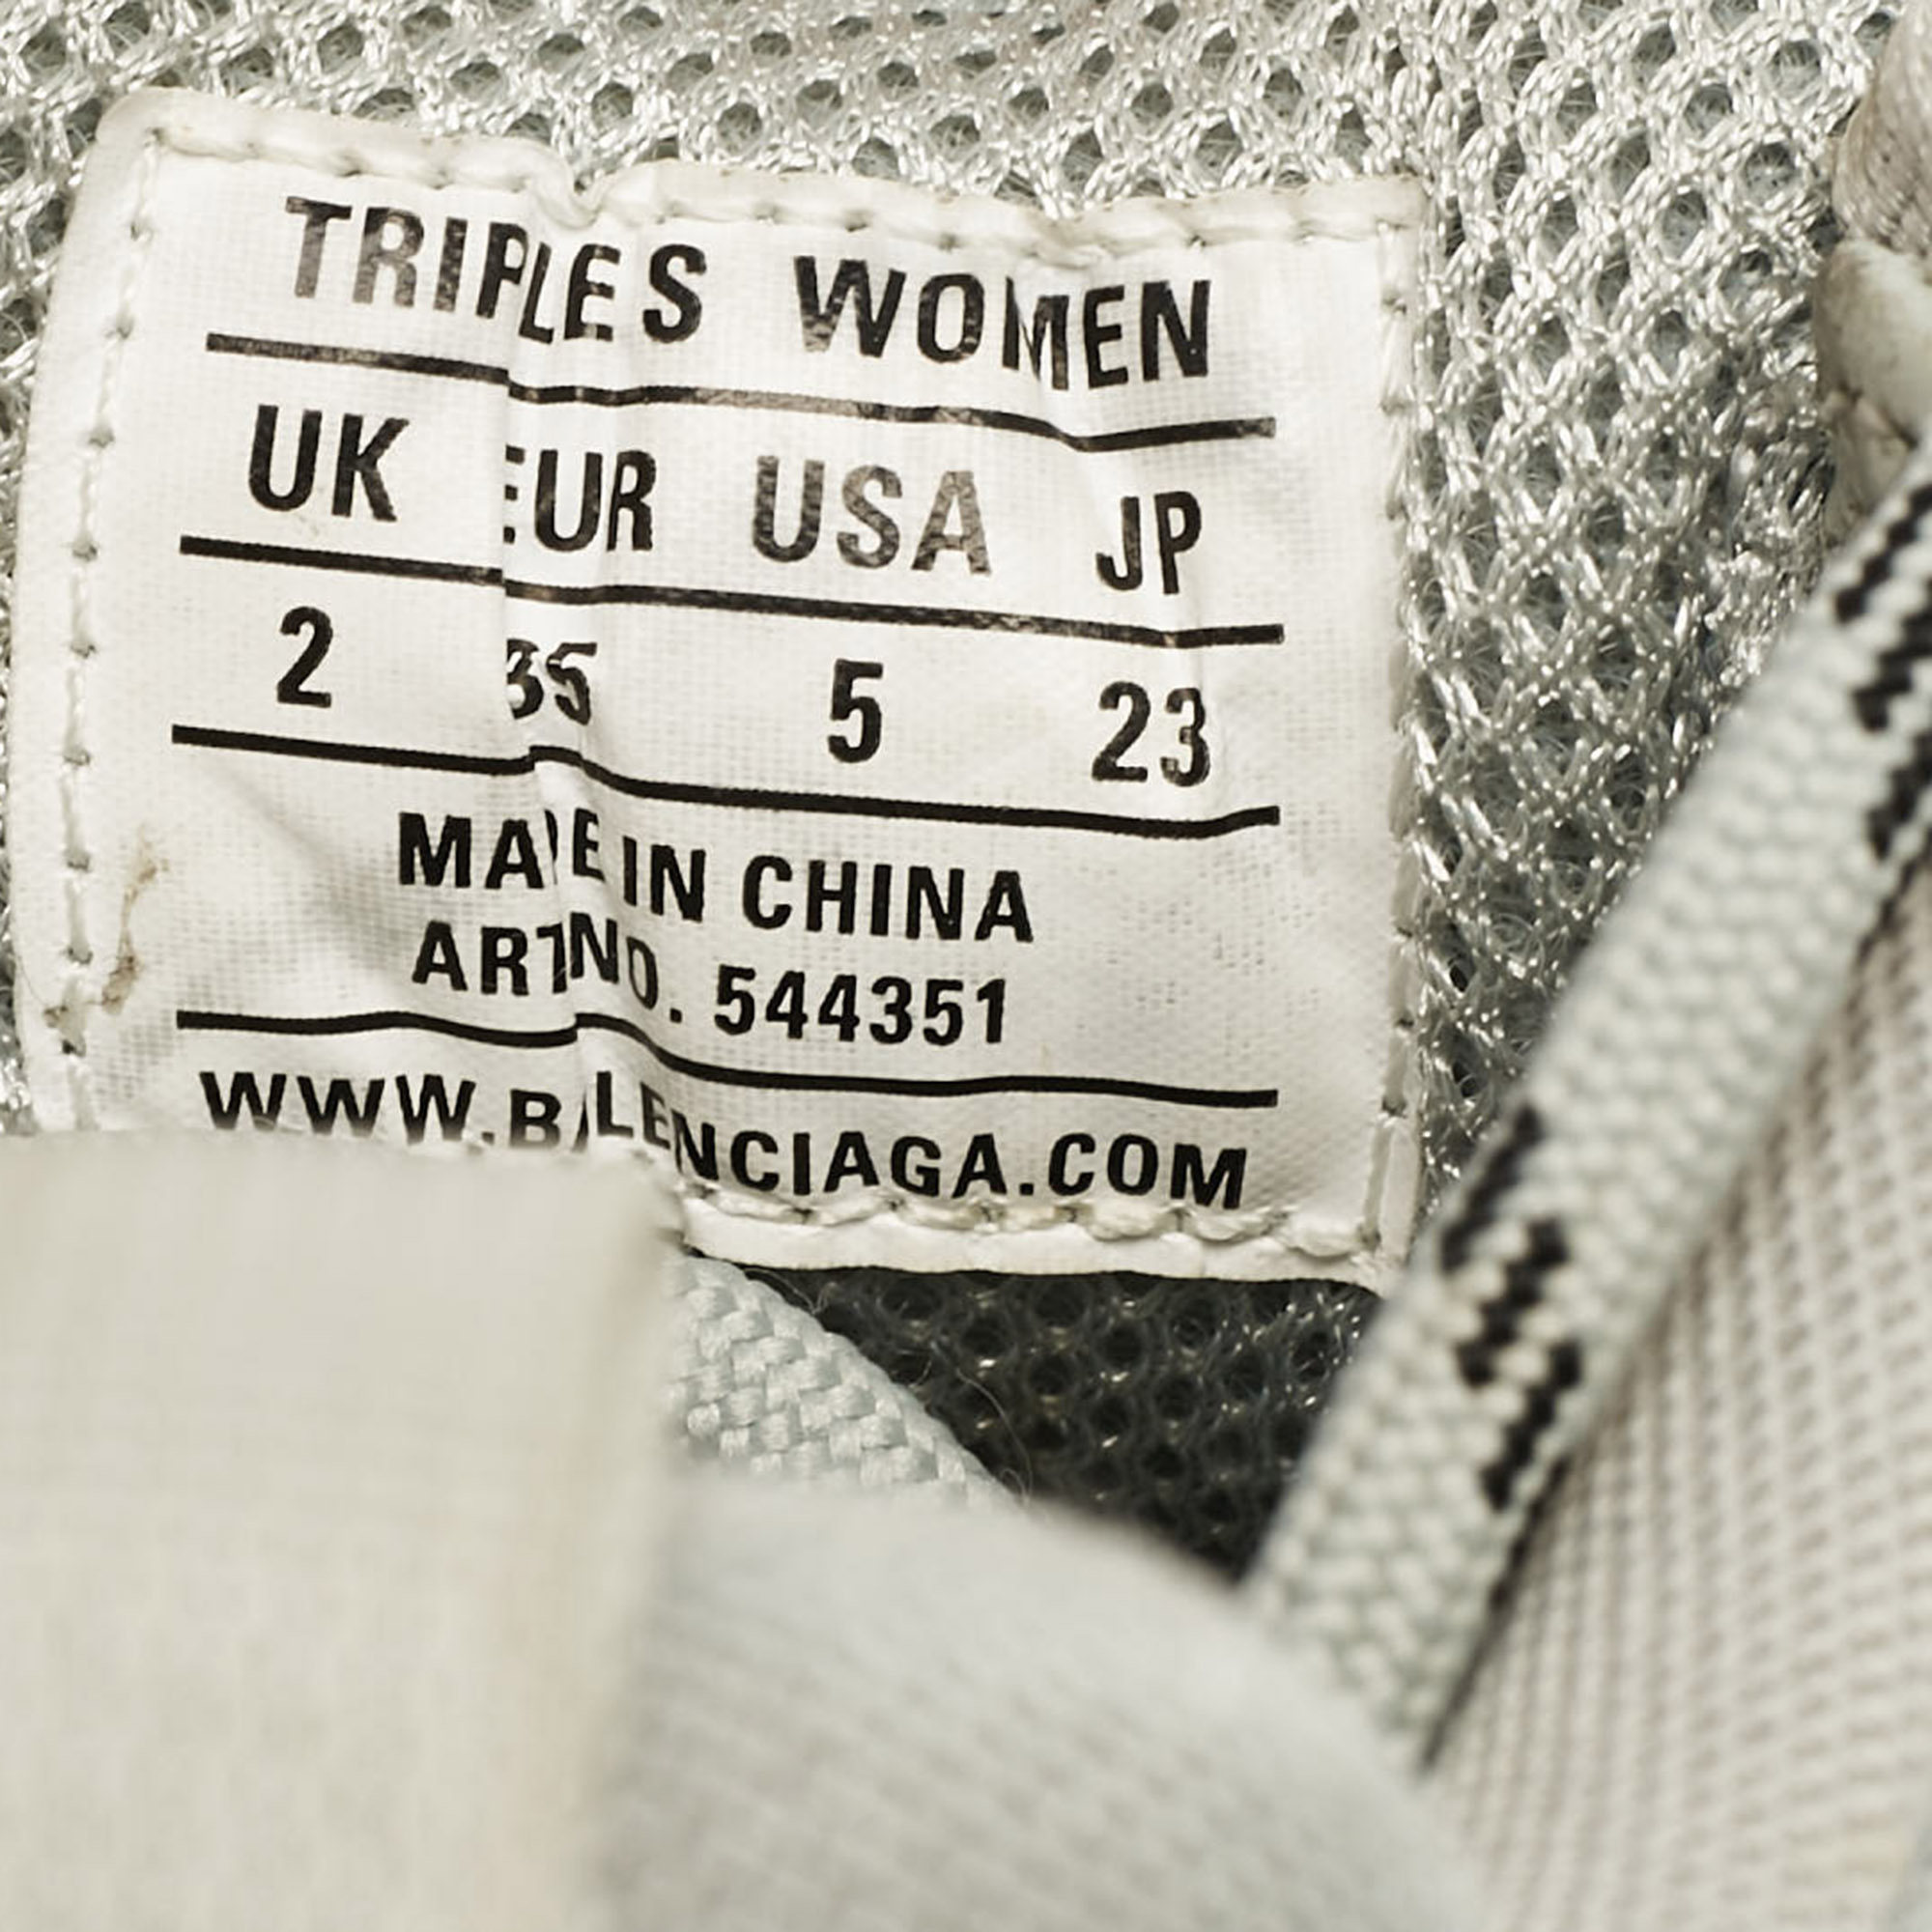 TRIPLE S WOMEN
UK EUR USA JP
2 35 5 23
MADE IN CHINA
ART NO. 544351
WWW.BALENCIAGA.COM